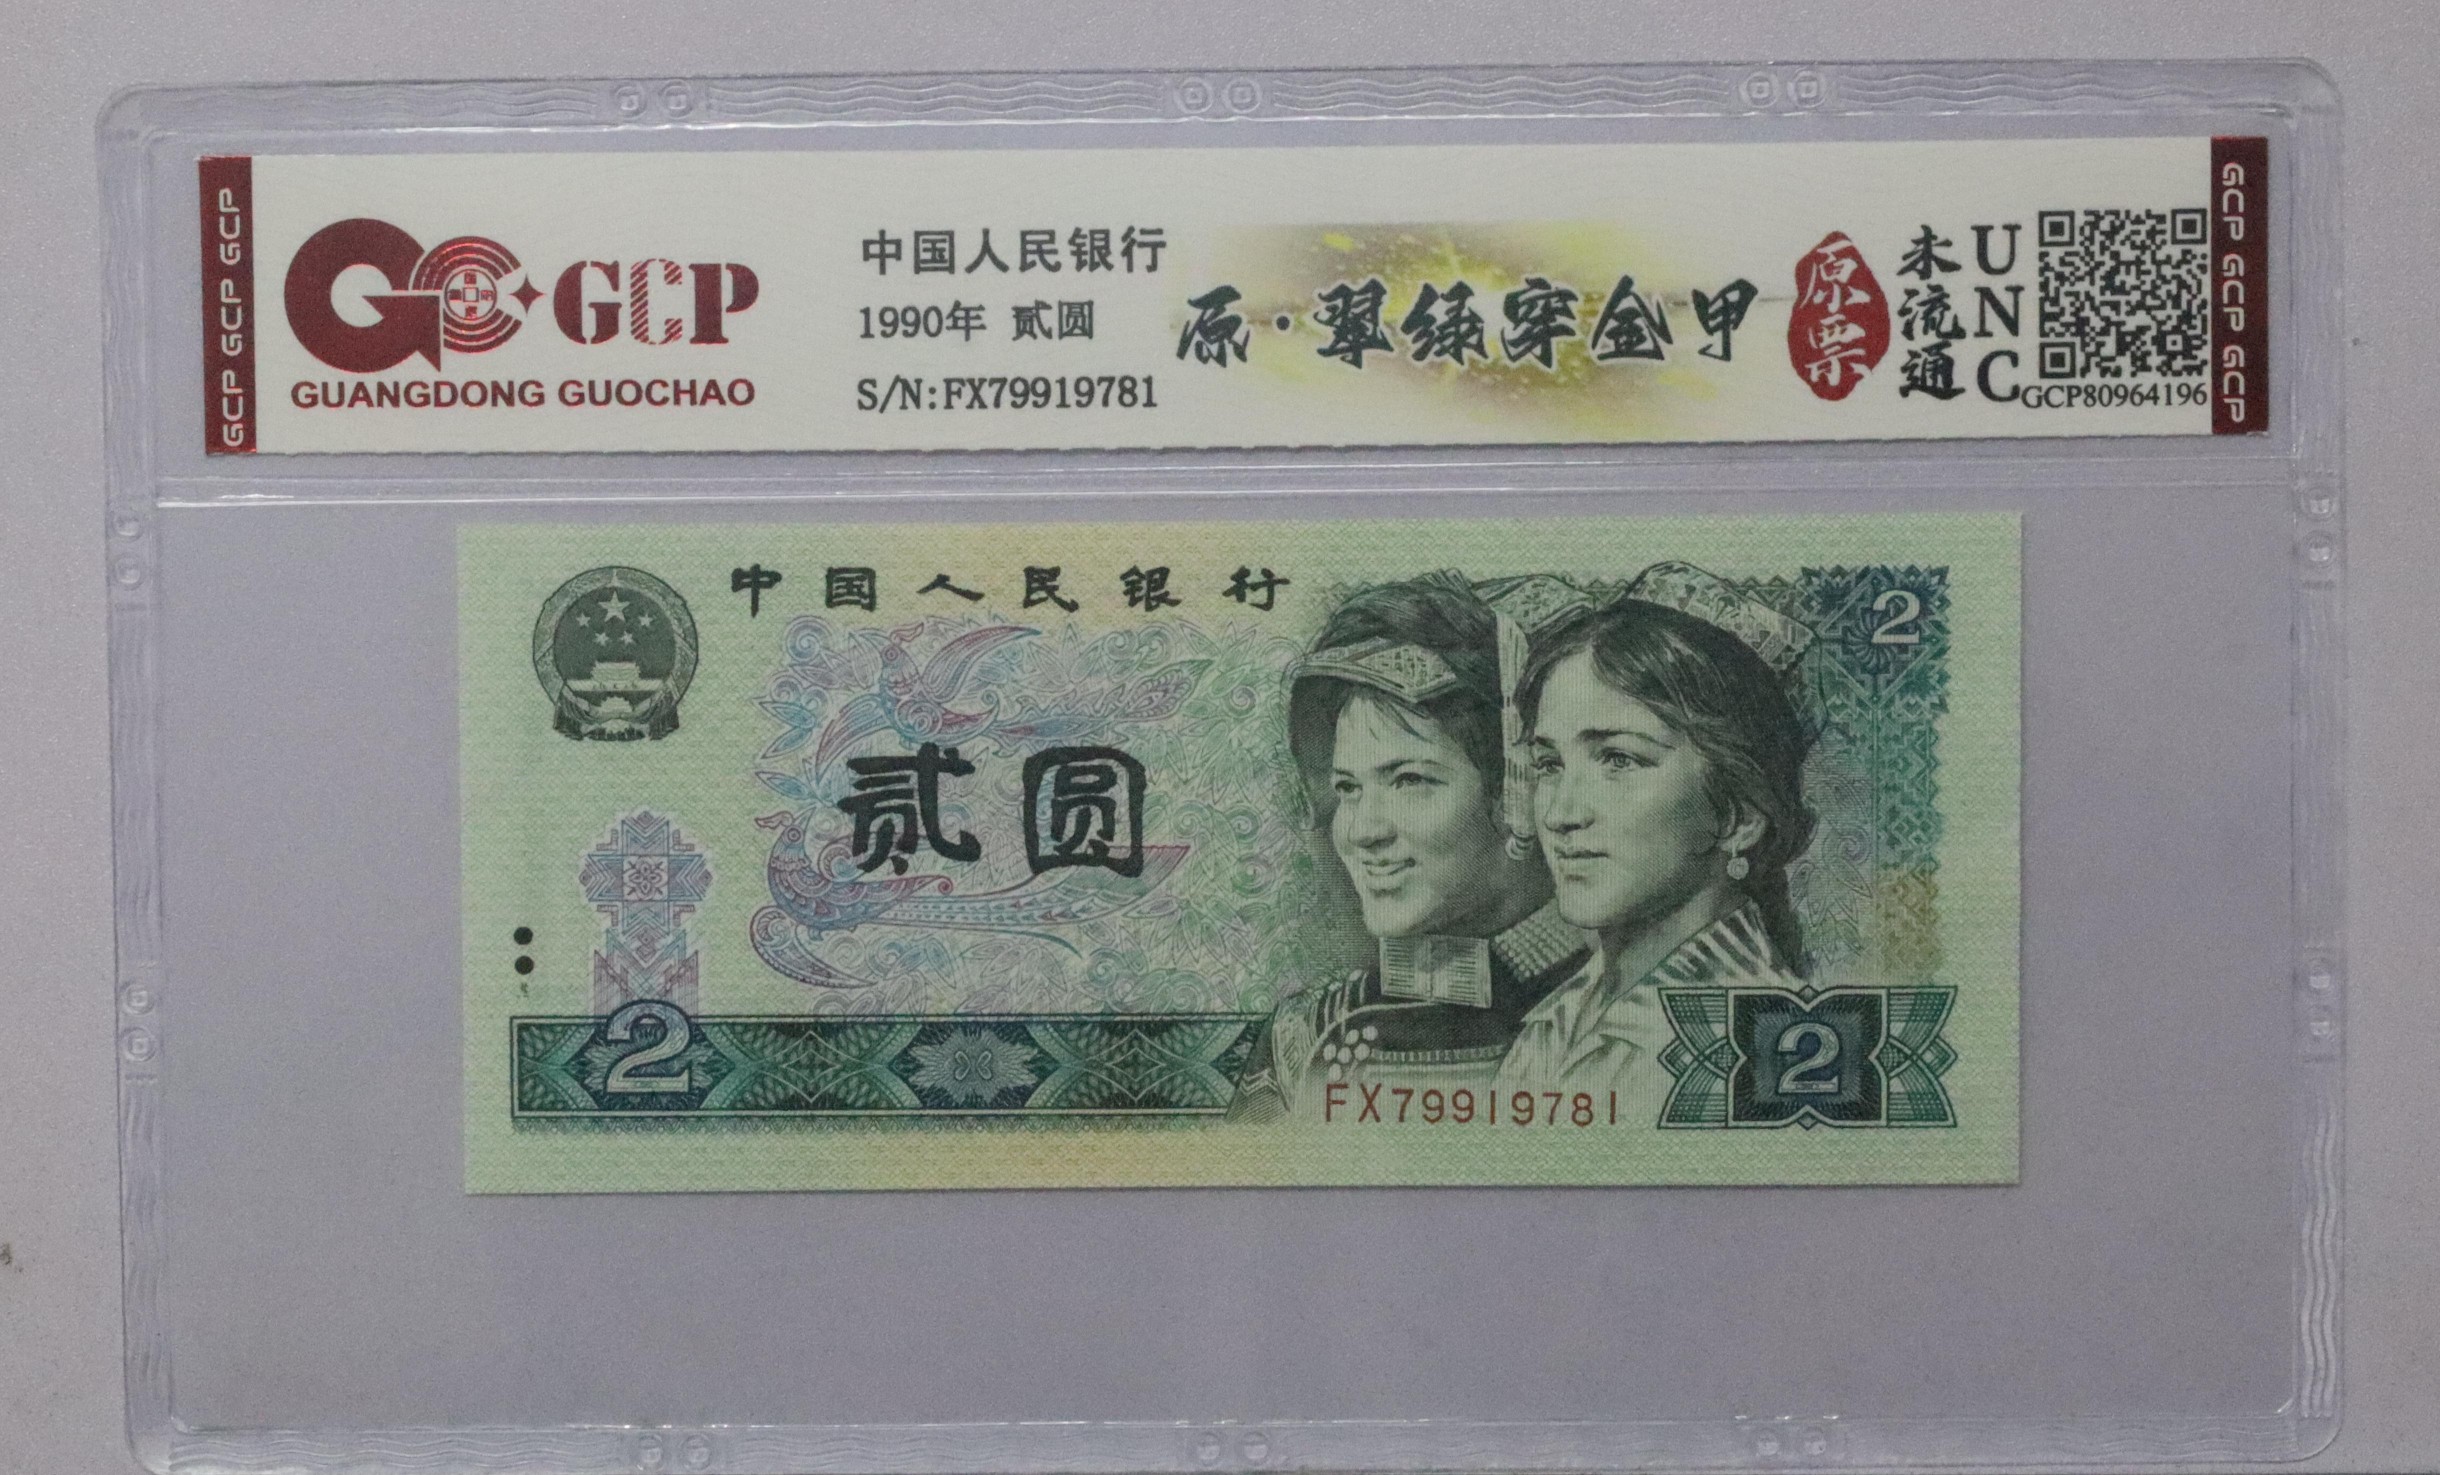 GCP GCP GCP
GCP
GUANGDONG GUOCHAO
中国人民银行
1990年 贰圆
S/N:FX79919781
原·翠绿穿金甲
原票
未流通
UNC
GCP80964196
GCP GCP GCP
中国人民银行
2
贰圆
2
FX79919781
2